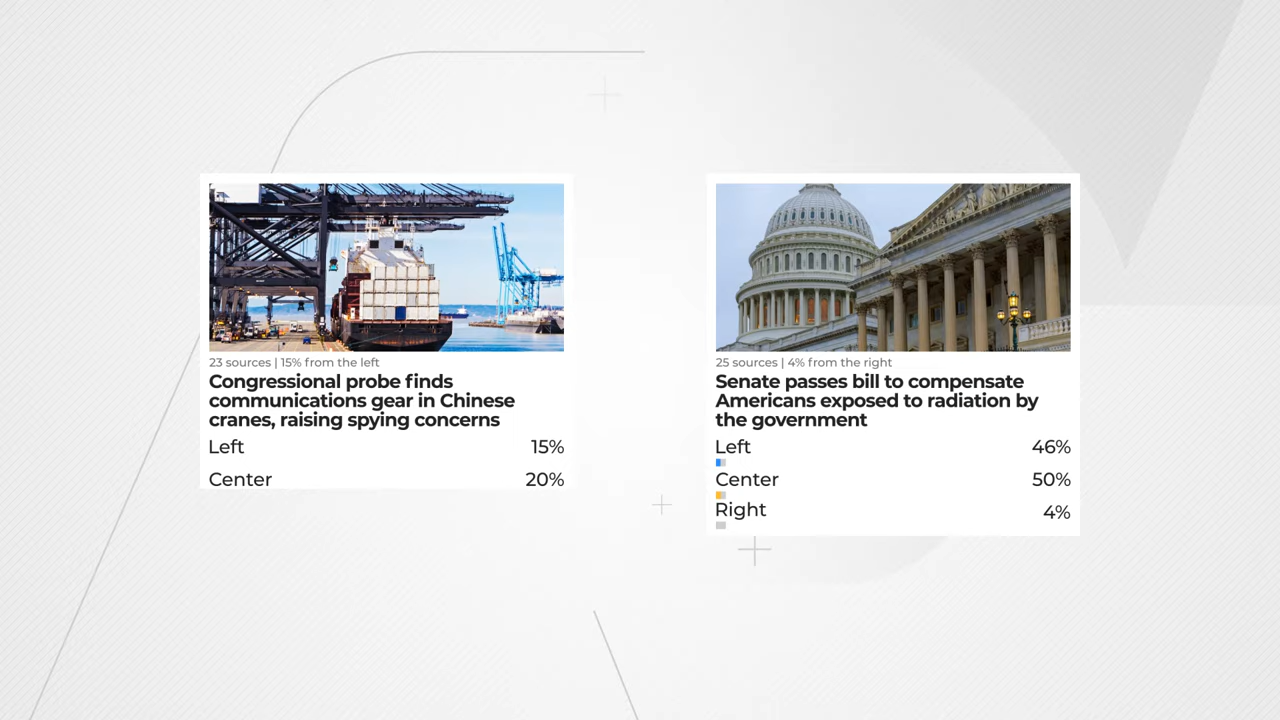 23 sources | 15% from the left
Congressional probe finds
communications gear in Chinese
cranes, raising spying concerns
Left 15%
Center 20%
25 sources | 4% from the right
Senate passes bill to compensate
Americans exposed to radiation by
the government
Left 46%
Center 50%
Right 4%